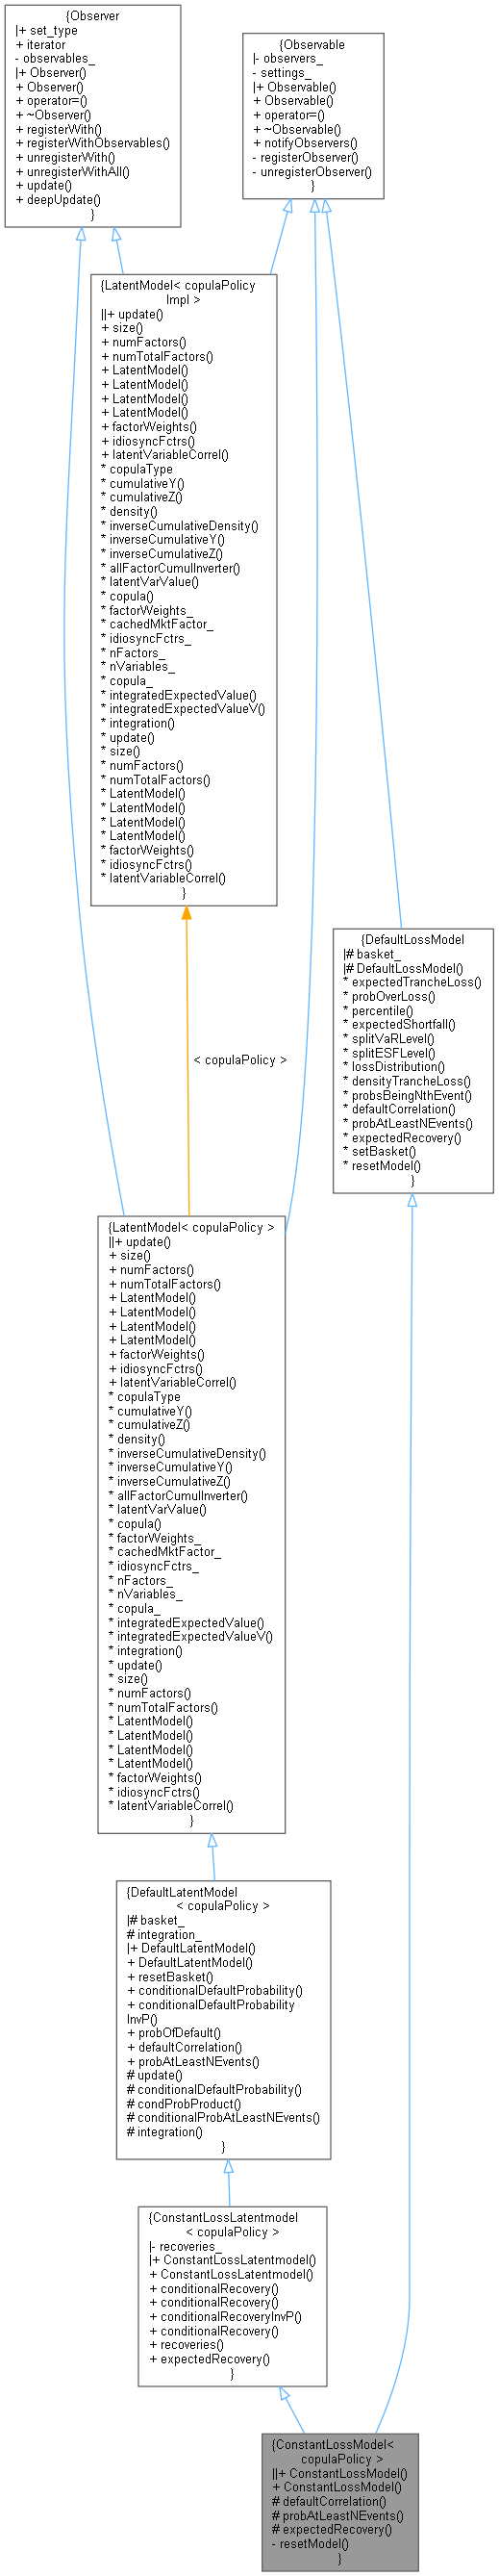 {Observer
|+ set_type
+ iterator
- observables_
|+ Observer()
+ Observer()
+ operator=()
+ ~Observer()
+ registerWith()
+ registerWithObservables()
+ unregisterWith()
+ unregisterWithAll()
+ update()
+ deepUpdate()
}
{Observable
|- observers_
- settings_
|+ Observable()
+ Observable()
+ operator=()
+ ~Observable()
+ notifyObservers()
- registerObserver()
- unregisterObserver()
}
{LatentModel< copulaPolicy
Impl >
||+ update()
+ size()
+ numFactors()
+ numTotalFactors()
+ LatentModel()
+ LatentModel()
+ LatentModel()
+ LatentModel()
+ factorWeights()
+ idiosyncFctrs()
+ latentVariableCorrel()
* copulaType
* cumulativeY()
* cumulativeZ()
* density()
* inverseCumulativeDensity()
* inverseCumulativeY()
* inverseCumulativeZ()
* allFactorCumulInverter()
* latentVarValue()
* copula()
* factorWeights_
* cachedMktFactor_
* idiosyncFctrs_
* nFactors_
* nVariables_
* copula_
* integratedExpectedValue()
* integratedExpectedValueV()
* integration()
* update()
* size()
* numFactors()
* numTotalFactors()
* LatentModel()
* LatentModel()
* LatentModel()
* LatentModel()
* factorWeights()
* idiosyncFctrs()
* latentVariableCorrel()
}
{DefaultLossModel
|# basket_
|# DefaultLossModel()
* expectedTrancheLoss()
* probOverLoss()
* percentile()
* expectedShortfall()
* splitVaRLevel()
* splitESFLevel()
* lossDistribution()
* densityTrancheLoss()
* probsBeingNthEvent()
* defaultCorrelation()
* probAtLeastNEvents()
* expectedRecovery()
* setBasket()
* resetModel()
}
< copulaPolicy >
{LatentModel< copulaPolicy >
||+ update()
+ size()
+ numFactors()
+ numTotalFactors()
+ LatentModel()
+ LatentModel()
+ LatentModel()
+ LatentModel()
+ factorWeights()
+ idiosyncFctrs()
+ latentVariableCorrel()
* copulaType
* cumulativeY()
* cumulativeZ()
* density()
* inverseCumulativeDensity()
* inverseCumulativeY()
* inverseCumulativeZ()
* allFactorCumulInverter()
* latentVarValue()
* copula()
* factorWeights_
* cachedMktFactor_
* idiosyncFctrs_
* nFactors_
* nVariables_
* copula_
* integratedExpectedValue()
* integratedExpectedValueV()
* integration()
* update()
* size()
* numFactors()
* numTotalFactors()
* LatentModel()
* LatentModel()
* LatentModel()
* LatentModel()
* factorWeights()
* idiosyncFctrs()
* latentVariableCorrel()
}
{DefaultLatentModel
< copulaPolicy >
|# basket_
# integration_
|+ DefaultLatentModel()
+ DefaultLatentModel()
+ resetBasket()
+ conditionalDefaultProbability()
+ conditionalDefaultProbability
InvP()
+ probOfDefault()
+ defaultCorrelation()
+ probAtLeastNEvents()
# update()
# conditionalDefaultProbability()
# condProbProduct()
# conditionalProbAtLeastNEvents()
# integration()
}
{ConstantLossLatentmodel
< copulaPolicy >
|- recoveries_
|+ ConstantLossLatentmodel()
+ ConstantLossLatentmodel()
+ conditionalRecovery()
+ conditionalRecovery()
+ conditionalRecoveryInvP()
+ conditionalRecovery()
+ recoveries()
+ expectedRecovery()
}
{ConstantLossModel<
copulaPolicy >
||+ ConstantLossModel()
+ ConstantLossModel()
# defaultCorrelation()
# probAtLeastNEvents()
# expectedRecovery()
- resetModel()
}